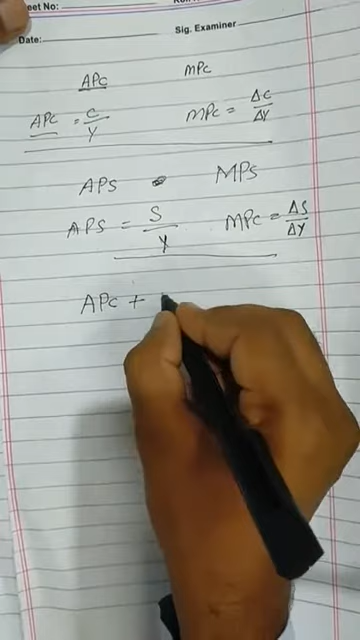 eet No:
Date:
Sig. Examiner
APC MPC
APC = C/Y MPC = ΔC/ΔY
APS MPS
APS = S/Y MPC = ΔS/ΔY
APC +